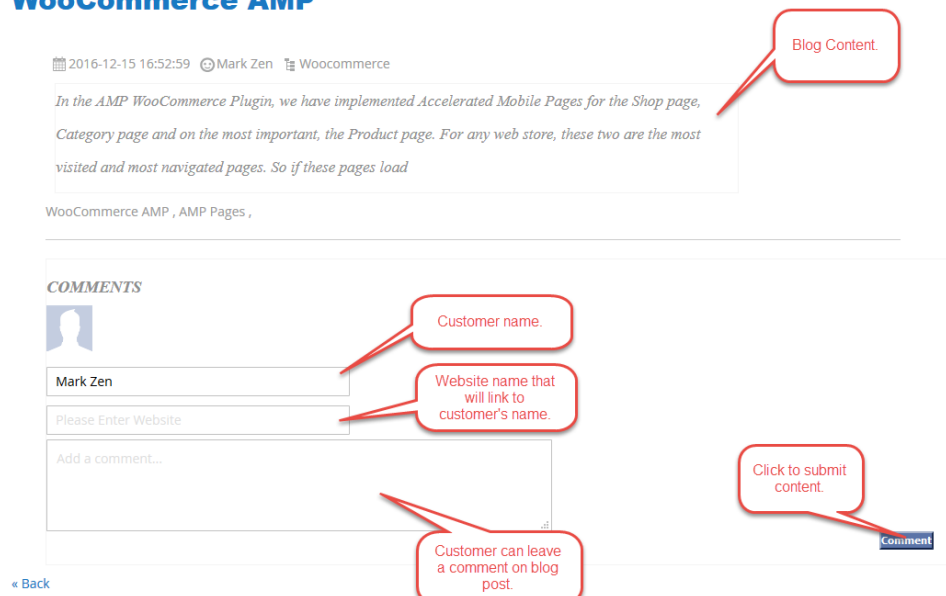 WooCommerce AMP
Blog Content.
2016-12-15 16:52:59 Mark Zen Woocommerce
In the AMP WooCommerce Plugin, we have implemented Accelerated Mobile Pages for the Shop page,
Category page and on the most important, the Product page. For any web store, these two are the most
visited and most navigated pages. So if these pages load
WooCommerce AMP , AMP Pages ,
COMMENTS
Customer name.
Mark Zen
Website name that
will link to
customer's name.
Please Enter Website
Add a comment...
Click to submit
content.
Comment
Customer can leave
a comment on blog
post.
« Back